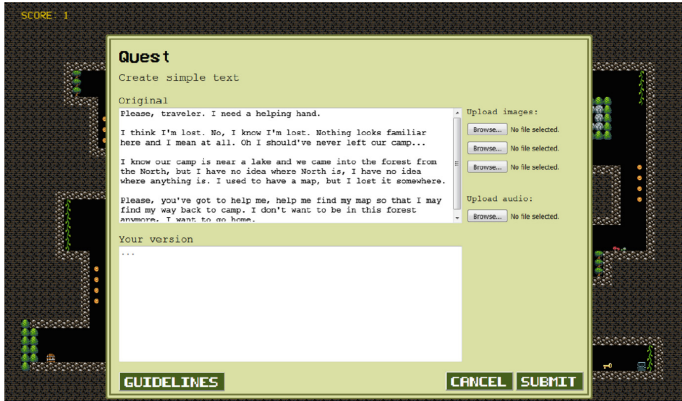 SCORE: 1
Quest
Create simple text
Original
Please, traveler. I need a helping hand.
I think I'm lost. No, I know I'm lost. Nothing looks familiar
here and I mean at all. Oh I should've never left our camp...
I know our camp is near a lake and we came into the forest from
the North, but I have no idea where North is, I have no idea
where anything is. I used to have a map, but I lost it somewhere.
Please, you've got to help me, help me find my map so that I may
find my way back to camp. I don't want to be in this forest
anymore, I want to go home.
Upload images:
Browse... No file selected.
Browse... No file selected.
Browse... No file selected.
Upload audio:
Browse... No file selected.
Your version
...
GUIDELINES
CANCEL SUBMIT